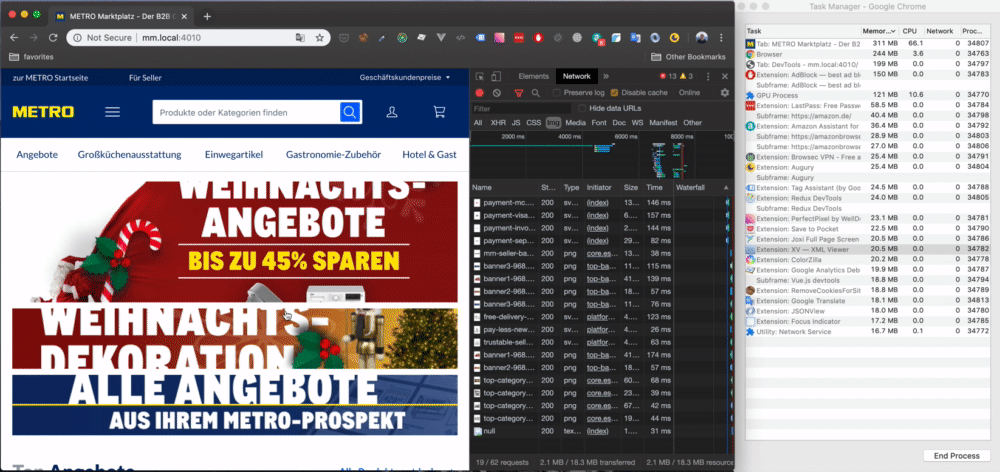 METRO Marktplatz - Der B2B
Not Secure | mm.local:4010
favorites
Other Bookmarks
zur METRO Startseite
Für Seller
Geschäftskundenpreise
METRO
Produkte oder Kategorien finden
Angebote
Großküchenausstattung
Einwegartikel
Gastronomie-Zubehör
Hotel & Gast
WEIHNACHTS-
ANGEBOTE
BIS ZU 45% SPAREN
WEIHNACHTS-
DEKORATION
ALLE ANGEBOTE
AUS IHREM METRO-PROSPEKT
Top Angebote
Elements
Network
13
3
Preserve log
Disable cache
Online
Filter
Hide data URLs
All XHR JS CSS Img Media Font Doc WS Manifest Other
2000 ms 4000 ms 6000 ms 8000 ms
Name St... Type Initiator Size Time Waterfall
payment-mc.... 200 sv... (index) 13... 146 ms
payment-visa... 200 sv... (index) 6.... 157 ms
payment-invo... 200 sv... (index) 2.... 144 ms
payment-sep... 200 sv... (index) 29... 82 ms
mm-seller-ba... 200 png core.es... 13... 38 ms
banner3-968.... 200 png top-ba... 11... 115 ms
banner1-968.... 200 png top-ba... 41... 139 ms
banner2-968.... 200 png top-ba... 18... 57 ms
banner3-968.... 200 png top-ba... 11... 76 ms
free-delivery-... 200 png platfor... 4.... 123 ms
pay-less-new... 200 png platfor... 4.... 26 ms
trustable-sell... 200 png platfor... 4.... 63 ms
banner1-968.... 200 png top-ba... 41... 174 ms
banner2-968.... 200 png top-ba... 18... 57 ms
top-category... 200 png core.es... 60... 68 ms
top-category... 200 png core.es... 23... 39 ms
top-category... 200 png core.es... 67... 42 ms
top-category... 200 png core.es... 19... 44 ms
null 200 tex... (index) 0.... 31 ms
19 / 62 requests 2.1 MB / 18.3 MB transferred 2.1 MB / 18.3 MB resource
Task Manager - Google Chrome
Task Memor... CPU Network Proc...
Tab: METRO Marktplatz - Der B2 311 MB 66.1 0 34807
Browser 244 MB 3.6 0 34763
Tab: DevTools - mm.local:4010/ 199 MB 0.0 0 34797
Extension: AdBlock — best ad bl 150 MB 0.0 0 34783
Subframe: AdBlock — best ad bl
GPU Process 121 MB 10.6 0 34770
Extension: LastPass: Free Passw 58.5 MB 0.0 0 34784
Subframe: https://amazon.de/ 40.4 MB 0.0 0 34798
Extension: Amazon Assistant for 36.4 MB 0.0 0 34792
Subframe: https://amazon.com/ 28.9 MB 0.0 0 34803
Subframe: https://amazon.com/ 27.0 MB 0.0 0 34806
Extension: Browsec VPN - Free a 25.4 MB 0.0 0 34791
Extension: Augury 25.4 MB 0.0 0 34804
Subframe: Augury
Extension: Tag Assistant (by Goo 24.5 MB 0.0 0 34788
Extension: Redux DevTools 24.0 MB 0.0 0 34805
Subframe: Redux DevTools
Extension: PerfectPixel by WellDo 23.1 MB 0.0 0 34781
Extension: Save to Pocket 22.5 MB 0.0 0 34790
Extension: Joxi Full Page Screen 20.5 MB 0.0 0 34786
Extension: XV — XML Viewer 20.5 MB 0.0 0 34782
Extension: ColorZilla 20.2 MB 0.0 0 34778
Extension: Google Analytics Deb 19.9 MB 0.0 0 34787
Subframe: Vue.js devtools 18.8 MB 0.0 0 34794
Extension: RemoveCookiesForSit 18.8 MB 0.0 0 34789
Extension: Google Translate 18.1 MB 0.0 0 34813
Extension: JSONView 18.0 MB 0.0 0 34780
Extension: Focus Indicator 17.2 MB 0.0 0 34785
Utility: Network Service 16.7 MB 0.1 0 34772
End Process